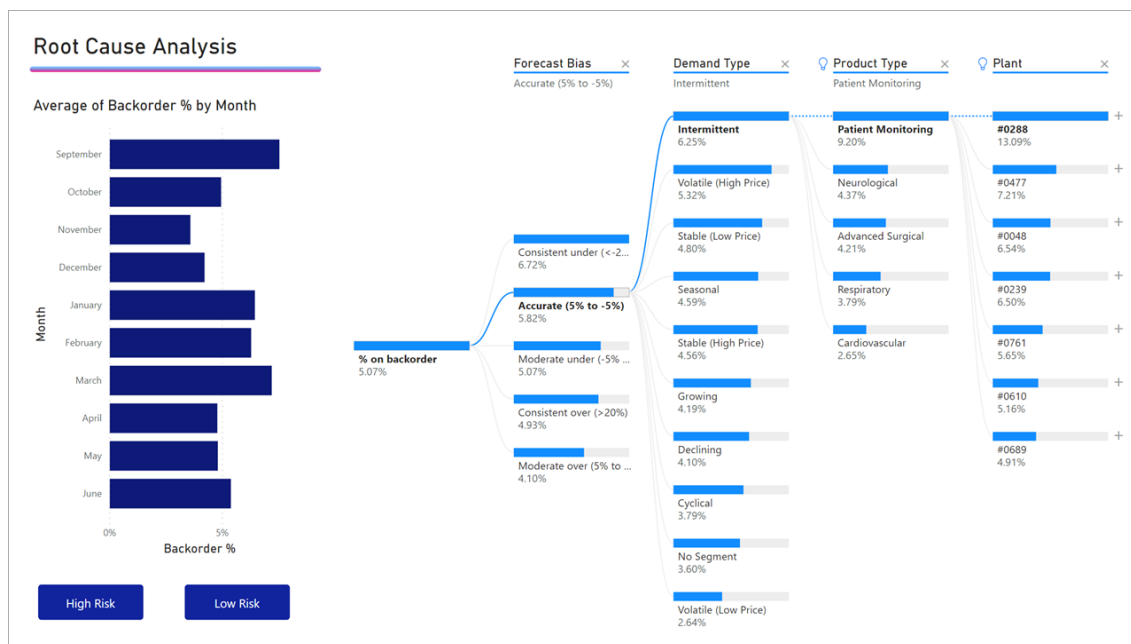 Root Cause Analysis
Average of Backorder % by Month
September
October
November
December
January
February
March
April
May
June
Month
0%
5%
Backorder %
High Risk
Low Risk
% on backorder
5.07%
Forecast Bias
Accurate (5% to -5%)
Consistent under (<-2...
6.72%
Accurate (5% to -5%)
5.82%
Moderate under (-5% ...
5.07%
Consistent over (>20%)
4.93%
Moderate over (5% to ...
4.10%
Demand Type
Intermittent
Intermittent
6.25%
Volatile (High Price)
5.32%
Stable (Low Price)
4.80%
Seasonal
4.59%
Stable (High Price)
4.56%
Growing
4.19%
Declining
4.10%
Cyclical
3.79%
No Segment
3.60%
Volatile (Low Price)
2.64%
Product Type
Patient Monitoring
Patient Monitoring
9.20%
Neurological
4.37%
Advanced Surgical
4.21%
Respiratory
3.79%
Cardiovascular
2.65%
Plant
#0288
13.09%
#0477
7.21%
#0048
6.54%
#0239
6.50%
#0761
5.65%
#0610
5.16%
#0689
4.91%